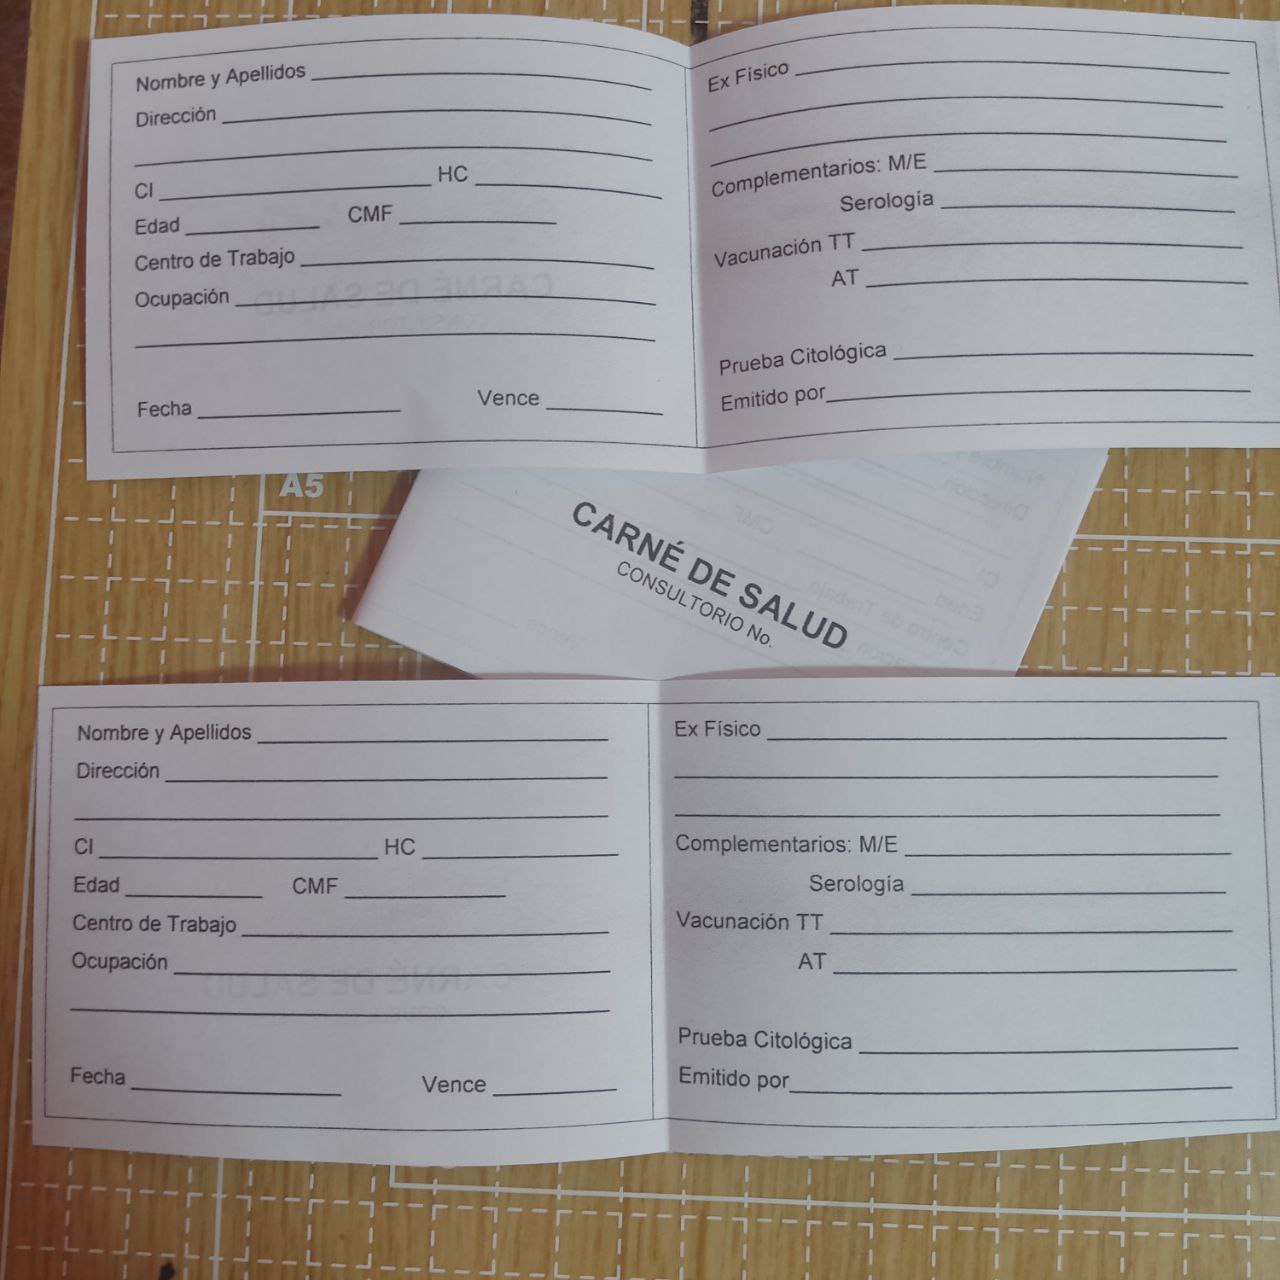 Nombre y Apellidos
Dirección
CI HC
Edad CMF
Centro de Trabajo
Ocupación
Fecha Vence
Ex Físico
Complementarios: M/E
Serología
Vacunación TT
AT
Prueba Citológica
Emitido por
A5
CARNÉ DE SALUD
CONSULTORIO No.
Nombre y Apellidos
Dirección
CI HC
Edad CMF
Centro de Trabajo
Ocupación
Fecha Vence
Ex Físico
Complementarios: M/E
Serología
Vacunación TT
AT
Prueba Citológica
Emitido por